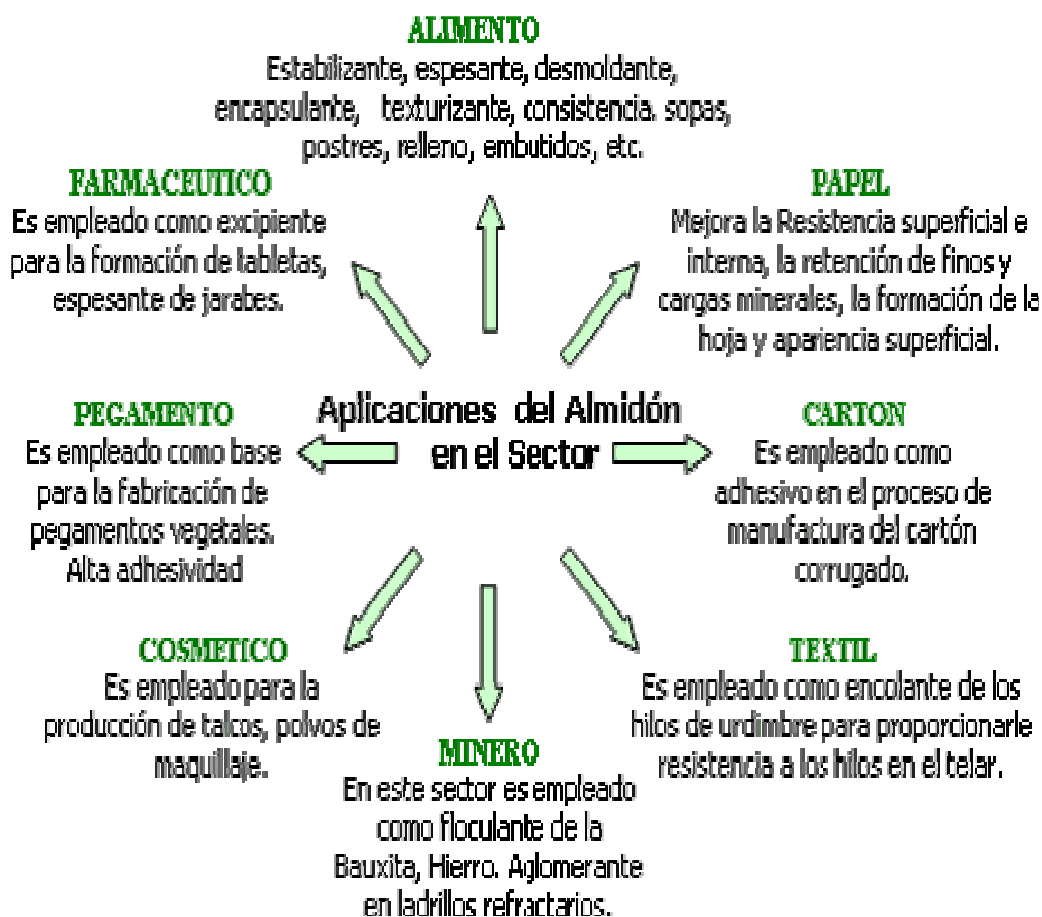 ALIMENTO
Estabilizante, espesante, desmoldante,
encapsulante, texturizante, consistencia. sopas,
postres, relleno, embutidos, etc.
FARMACEUTICO
Es empleado como excipiente
para la formación de tabletas,
espesante de jarabes.
PAPEL
Mejora la Resistencia superficial e
interna, la retención de finos y
cargas minerales, la formación de la
hoja y apariencia superficial.
Aplicaciones del Almidón
en el Sector
PEGAMENTO
Es empleado como base
para la fabricación de
pegamentos vegetales.
Alta adhesividad
CARTON
Es empleado como
adhesivo en el proceso de
manufactura del cartón
corrugado.
COSMETICO
Es empleado para la
producción de talcos, polvos de
maquillaje.
TEXTIL
Es empleado como encolante de los
hilos de urdimbre para proporcionarle
resistencia a los hilos en el telar.
MINERO
En este sector es empleado
como floculante de la
Bauxita, Hierro. Aglomerante
en ladrillos refractarios.